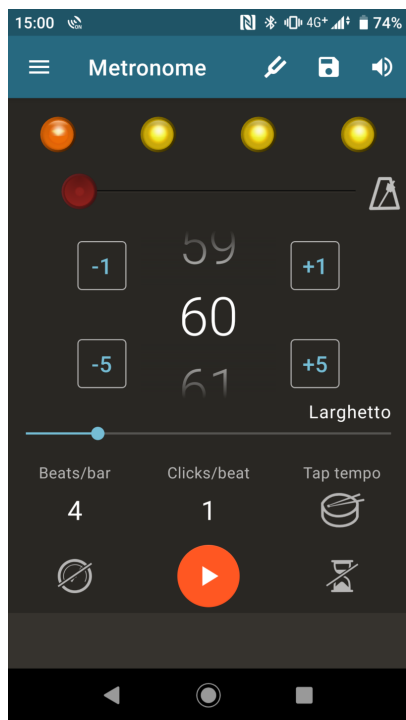 15:00 ON N 4G+ 74%
Metronome
59
-1 +1
60
-5 +5
61
Larghetto
Beats/bar Clicks/beat Tap tempo
4 1